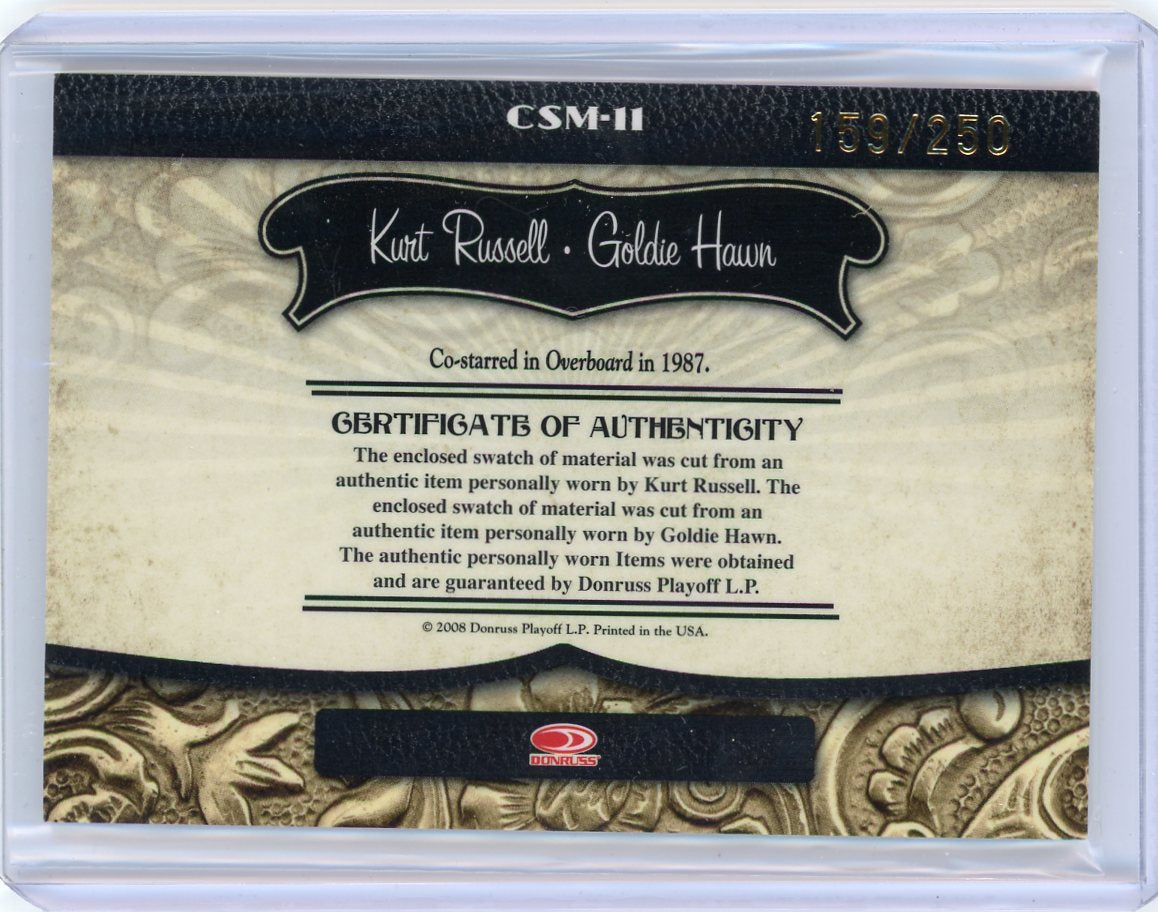 CSM-11
159/250
Kurt Russell · Goldie Hawn
Co-starred in Overboard in 1987.
CERTIFICATE OF AUTHENTICITY
The enclosed swatch of material was cut from an
authentic item personally worn by Kurt Russell. The
enclosed swatch of material was cut from an
authentic item personally worn by Goldie Hawn.
The authentic personally worn Items were obtained
and are guaranteed by Donruss Playoff L.P.
© 2008 Donruss Playoff L.P. Printed in the USA.
DONRUSS